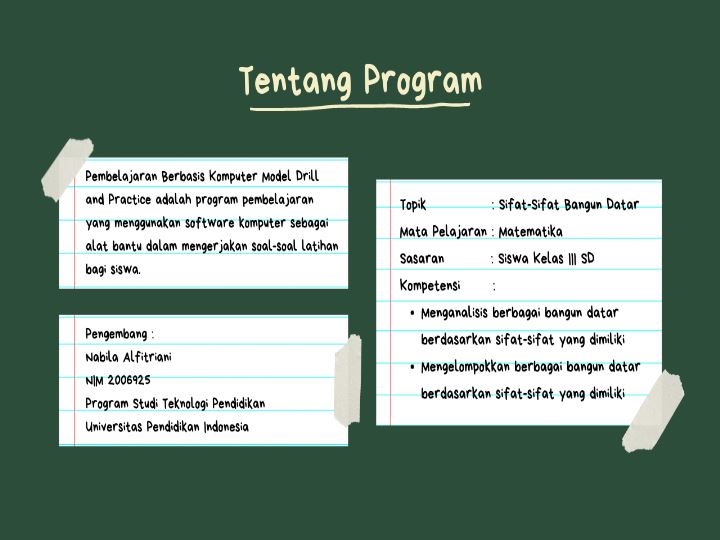 Tentang Program
Pembelajaran Berbasis Komputer Model Drill
and Practice adalah program pembelajaran
yang menggunakan software komputer sebagai
alat bantu dalam mengerjakan soal-soal latihan
bagi siswa.
Pengembang :
Nabila Alfitriani
NIM 2006925
Program Studi Teknologi Pendidikan
Universitas Pendidikan Indonesia
Topik : Sifat-Sifat Bangun Datar
Mata Pelajaran : Matematika
Sasaran : Siswa Kelas III SD
Kompetensi :
• Menganalisis berbagai bangun datar
berdasarkan sifat-sifat yang dimiliki
• Mengelompokkan berbagai bangun datar
berdasarkan sifat-sifat yang dimiliki